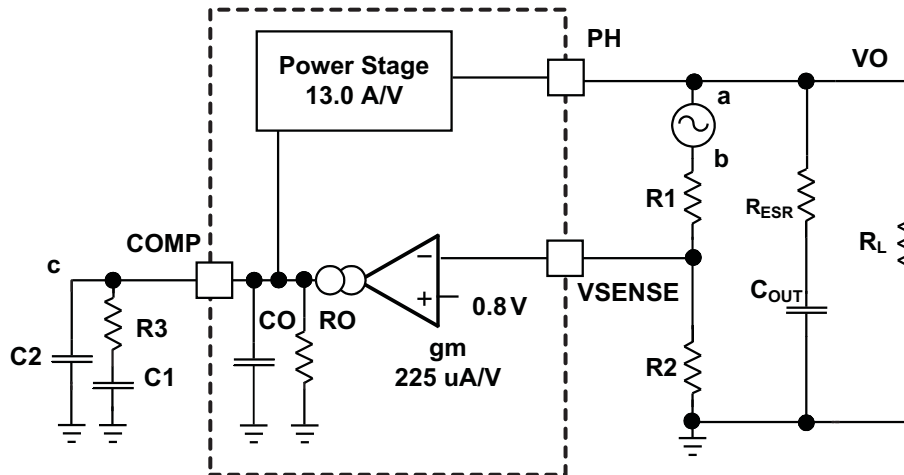 PH
VO
Power Stage
13.0 A/V
a
b
R1
RESR
RL
COMP
c
VSENSE
R3
CO
RO
0.8 V
COUT
C2
C1
gm
225 uA/V
R2
−
+